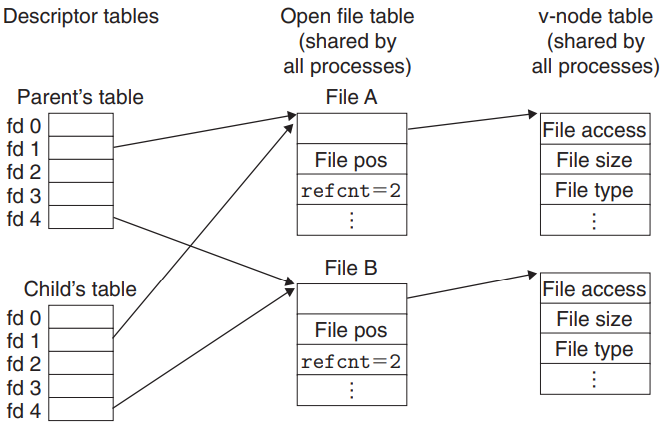 Descriptor tables
Open file table
(shared by
all processes)
v-node table
(shared by
all processes)
Parent's table
fd 0
fd 1
fd 2
fd 3
fd 4
File A
File pos
refcnt=2
⋮
File access
File size
File type
⋮
Child's table
fd 0
fd 1
fd 2
fd 3
fd 4
File B
File pos
refcnt=2
⋮
File access
File size
File type
⋮